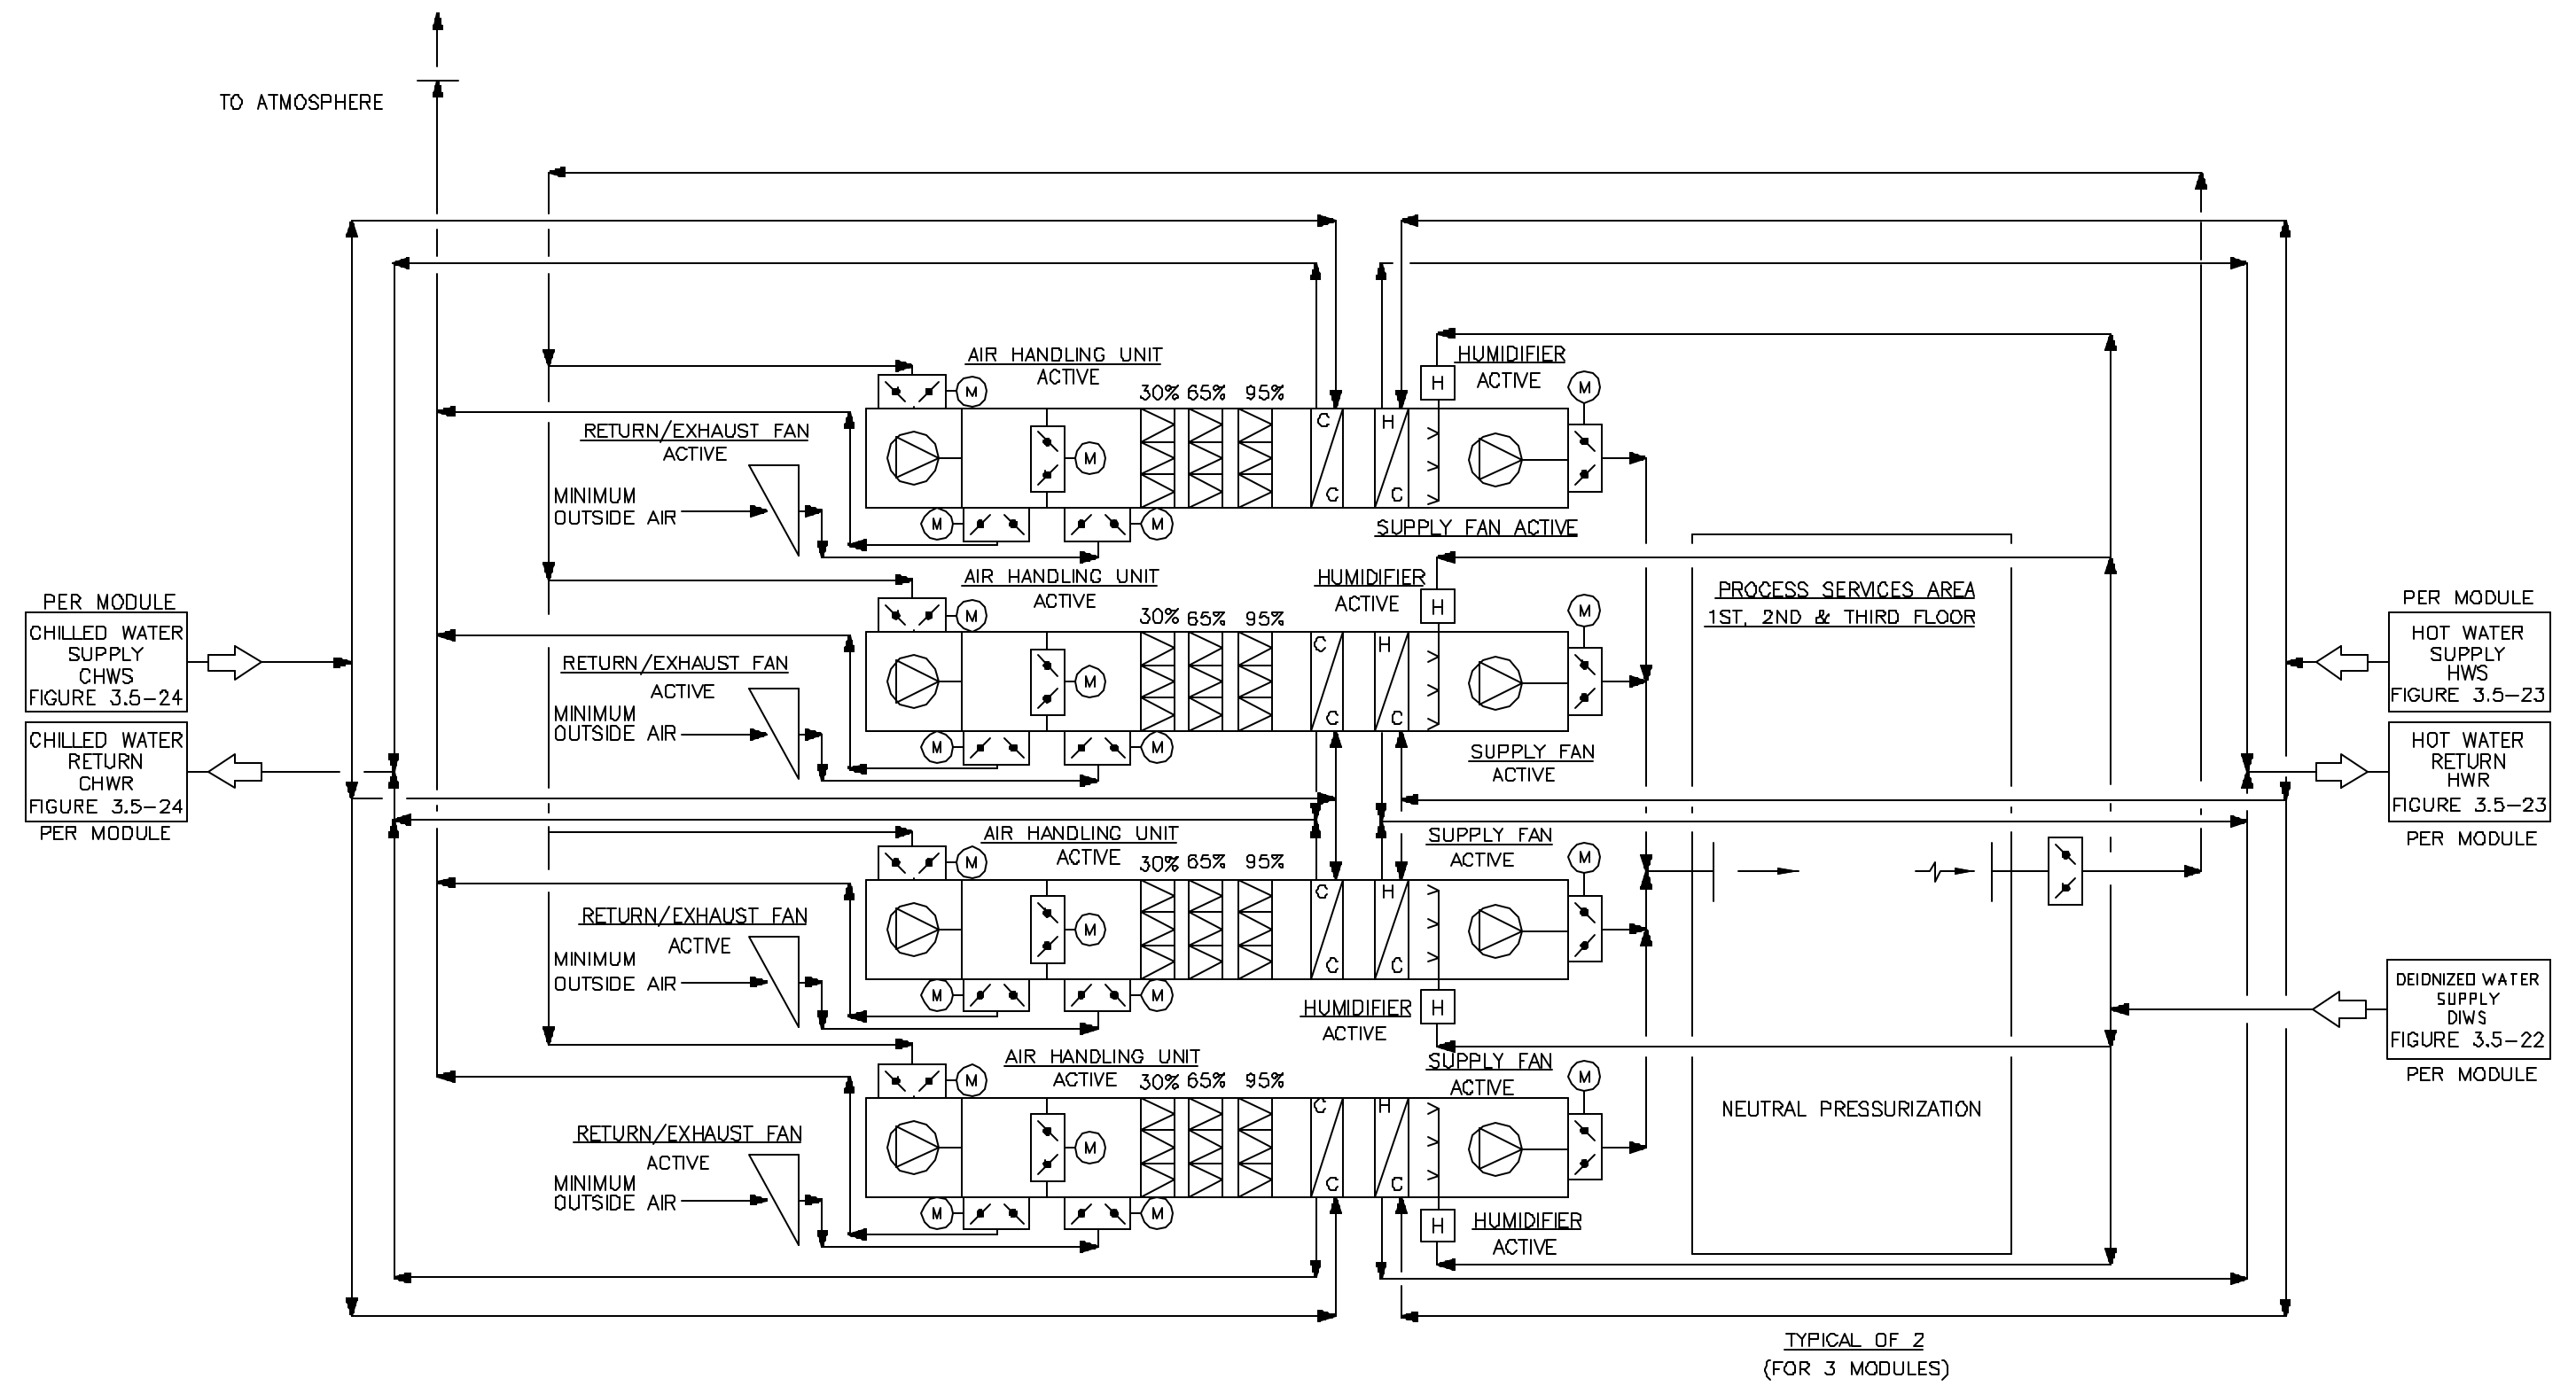 TO ATMOSPHERE
AIR HANDLING UNIT
ACTIVE
30% 65% 95%
HUMIDIFIER
ACTIVE
H
M
M
RETURN/EXHAUST FAN
ACTIVE
MINIMUM
OUTSIDE AIR
M
C
C
H
C
M
M
SUPPLY FAN ACTIVE
AIR HANDLING UNIT
ACTIVE
30% 65% 95%
HUMIDIFIER
ACTIVE
H
M
M
RETURN/EXHAUST FAN
ACTIVE
MINIMUM
OUTSIDE AIR
M
C
C
H
C
M
M
SUPPLY FAN
ACTIVE
PROCESS SERVICES AREA
1ST, 2ND & THIRD FLOOR
PER MODULE
CHILLED WATER
SUPPLY
CHWS
FIGURE 3.5-24
CHILLED WATER
RETURN
CHWR
FIGURE 3.5-24
PER MODULE
PER MODULE
HOT WATER
SUPPLY
HWS
FIGURE 3.5-23
HOT WATER
RETURN
HWR
FIGURE 3.5-23
PER MODULE
AIR HANDLING UNIT
ACTIVE
30% 65% 95%
SUPPLY FAN
ACTIVE
M
M
RETURN/EXHAUST FAN
ACTIVE
MINIMUM
OUTSIDE AIR
M
C
C
H
C
M
M
HUMIDIFIER
ACTIVE
H
DEIDNIZED WATER
SUPPLY
DIWS
FIGURE 3.5-22
PER MODULE
AIR HANDLING UNIT
ACTIVE
30% 65% 95%
SUPPLY FAN
ACTIVE
M
M
RETURN/EXHAUST FAN
ACTIVE
MINIMUM
OUTSIDE AIR
M
C
C
H
C
M
M
HUMIDIFIER
ACTIVE
H
NEUTRAL PRESSURIZATION
TYPICAL OF 2
(FOR 3 MODULES)